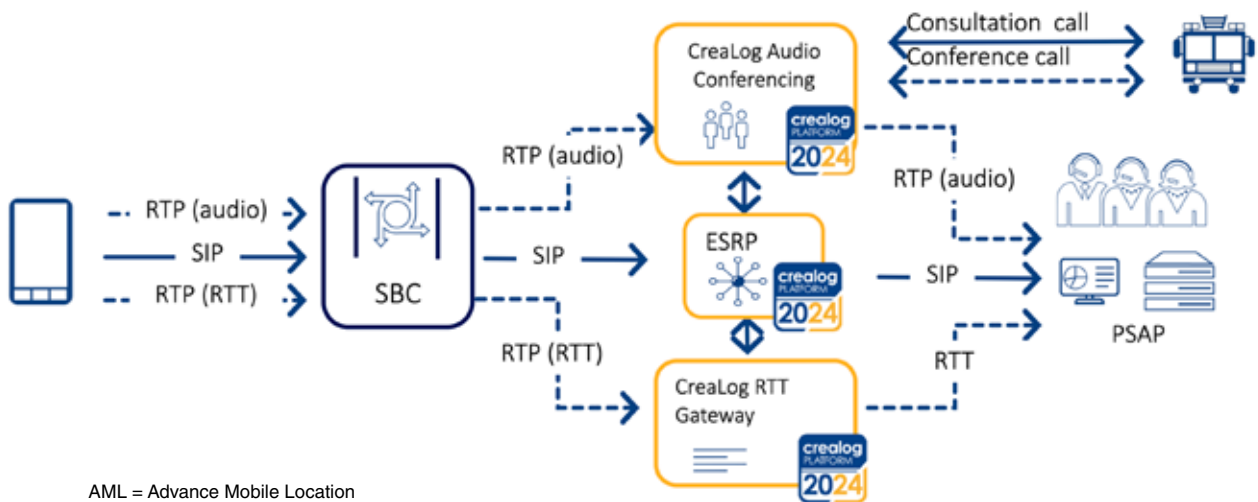 Consultation call
Conference call
CreaLog Audio
Conferencing
crealog
PLATFORM
2024
RTP (audio)
RTP (audio)
RTP (audio)
SIP
RTP (RTT)
SBC
SIP
ESRP
crealog
PLATFORM
2024
SIP
PSAP
RTP (RTT)
RTT
CreaLog RTT
Gateway
crealog
PLATFORM
2024
AML = Advance Mobile Location